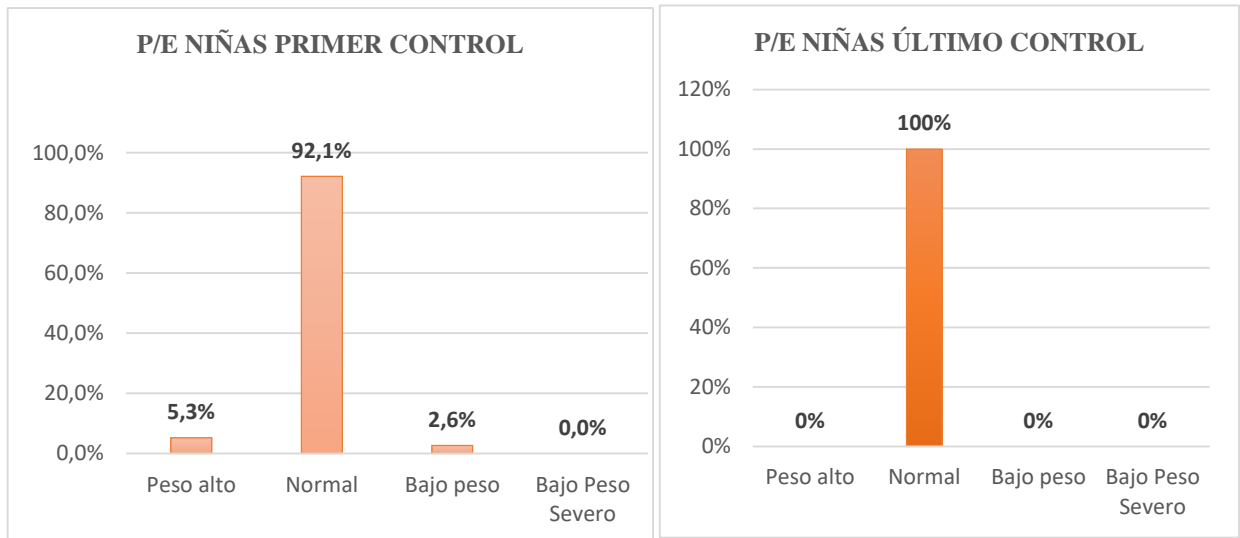 P/E NIÑAS PRIMER CONTROL
100,0%
80,0%
60,0%
40,0%
20,0%
0,0%
5,3%
92,1%
2,6%
0,0%
Peso alto
Normal
Bajo peso
Bajo Peso
Severo
P/E NIÑAS ÚLTIMO CONTROL
120%
100%
80%
60%
40%
20%
0%
0%
100%
0%
0%
Peso alto
Normal
Bajo peso
Bajo Peso
Severo